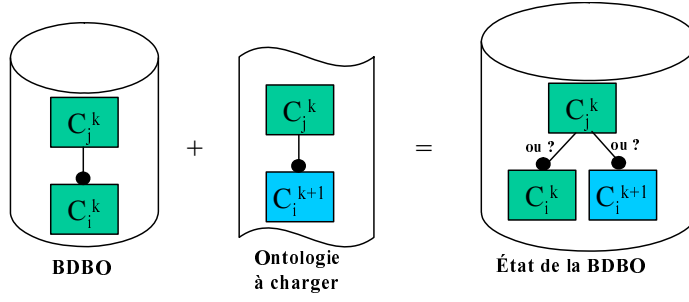 C_j^k
C_i^k
BDBO
+
C_j^k
C_i^{k+1}
Ontologie
à charger
=
C_j^k
ou ?
ou ?
C_i^k
C_i^{k+1}
État de la BDBO